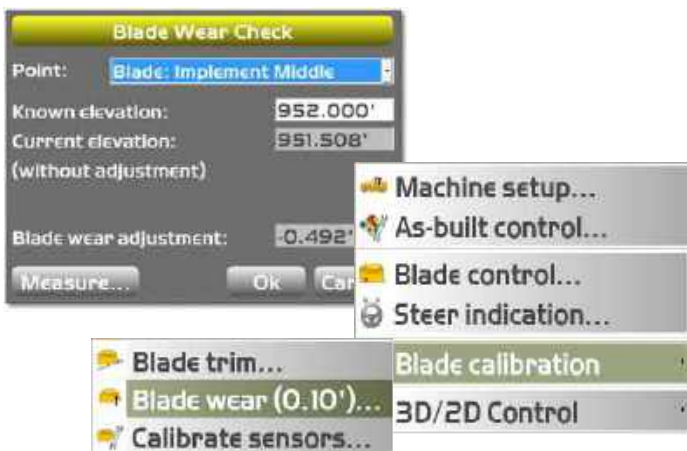 Blade Wear Check
Point: Blade: Implement Middle
Known elevation: 952.000'
Current elevation: 951.508'
(without adjustment)
Blade wear adjustment: -0.492'
Measure... Ok Can
Machine setup...
As-built control...
Blade control...
Steer indication...
Blade calibration
3D/2D Control
Blade trim...
Blade wear (0.10')...
Calibrate sensors...